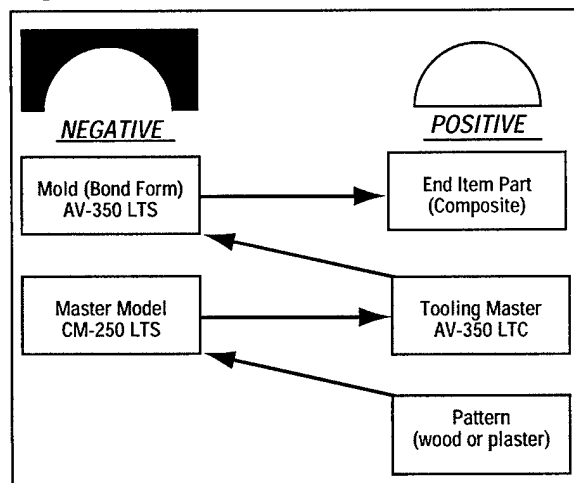 NEGATIVE
POSITIVE
Mold (Bond Form)
AV-350 LTS
End Item Part
(Composite)
Master Model
CM-250 LTS
Tooling Master
AV-350 LTC
Pattern
(wood or plaster)